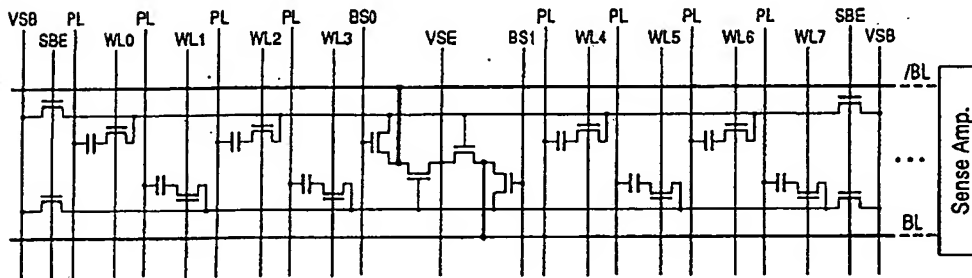 VSB PL PL PL PL BS0 PL PL PL PL SBE
SBE WL0 WL1 WL2 WL3 VSE BS1 WL4 WL5 WL6 WL7 VSB
/BL
BL
Sense Amp.
...